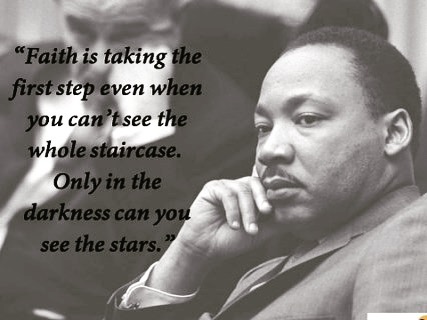 “Faith is taking the
first step even when
you can’t see the
whole staircase.
Only in the
darkness can you
see the stars.”